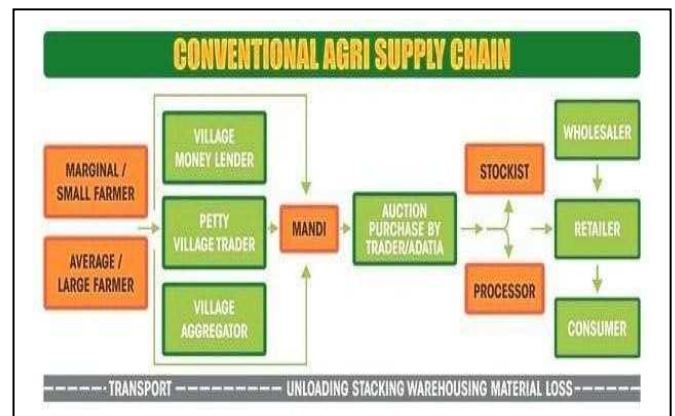 CONVENTIONAL AGRI SUPPLY CHAIN
MARGINAL /
SMALL FARMER
AVERAGE /
LARGE FARMER
VILLAGE
MONEY LENDER
PETTY
VILLAGE TRADER
VILLAGE
AGGREGATOR
MANDI
AUCTION
PURCHASE BY
TRADER/ADATIA
STOCKIST
PROCESSOR
WHOLESALER
RETAILER
CONSUMER
TRANSPORT
UNLOADING STACKING WAREHOUSING MATERIAL LOSS